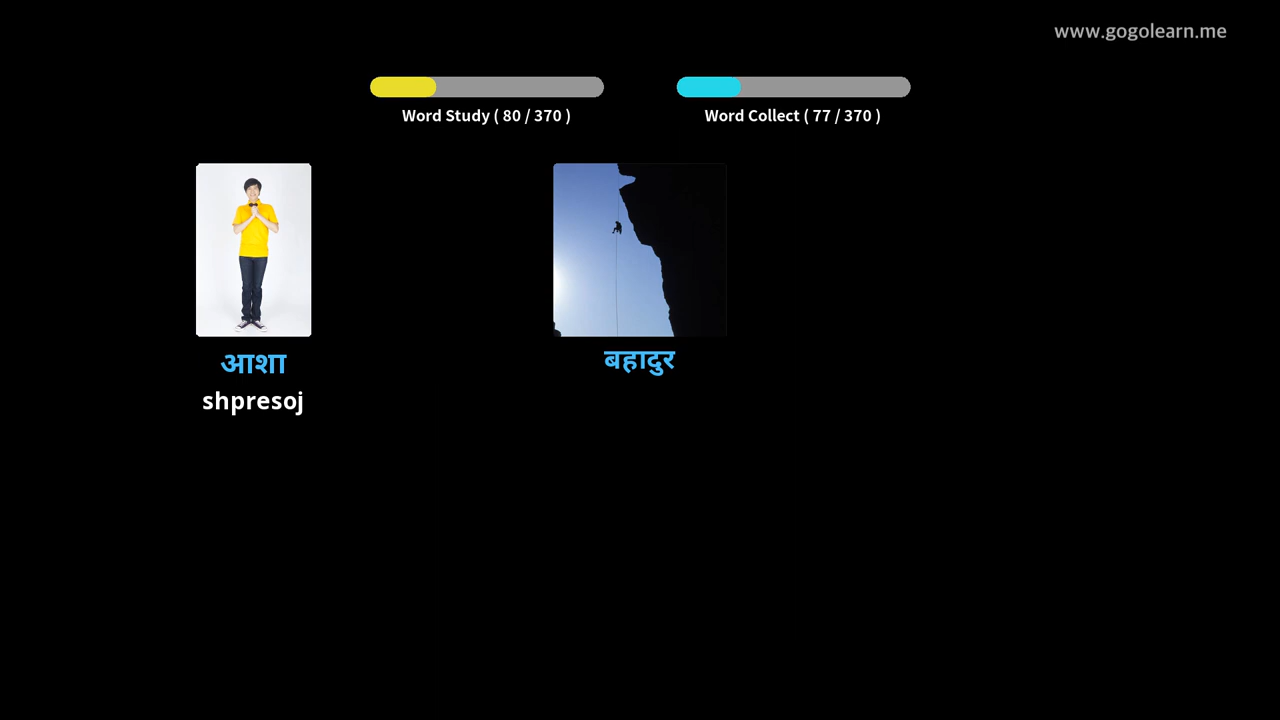 www.gogolearn.me
Word Study ( 80 / 370 )
Word Collect ( 77 / 370 )
आशा
shpresoj
बहादुर